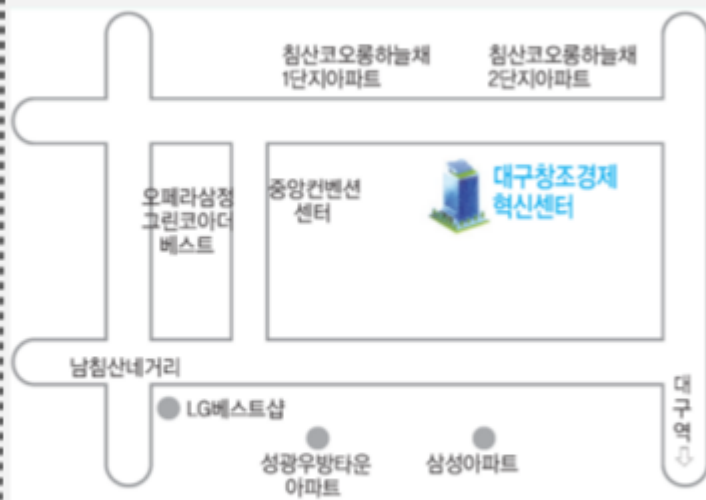 침산코오롱하늘채
1단지아파트
침산코오롱하늘채
2단지아파트
오페라삼정
그린코아더
베스트
중앙컨벤션
센터
대구창조경제
혁신센터
남침산네거리
LG베스트샵
성광우방타운
아파트
삼성아파트
대
구
역